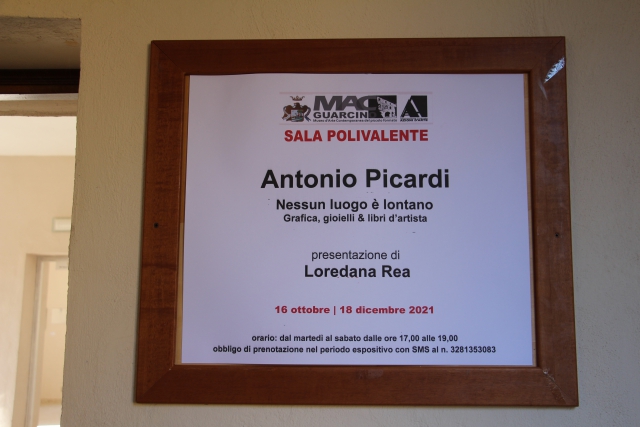 MAC
GUARCINO
SALA POLIVALENTE
Antonio Picardi
Nessun luogo è lontano
Grafica, gioielli & libri d'artista
presentazione di
Loredana Rea
16 ottobre | 18 dicembre 2021
orario: dal martedì al sabato dalle ore 17,00 alle 19,00
obbligo di prenotazione nel periodo espositivo con SMS al n. 3281353083